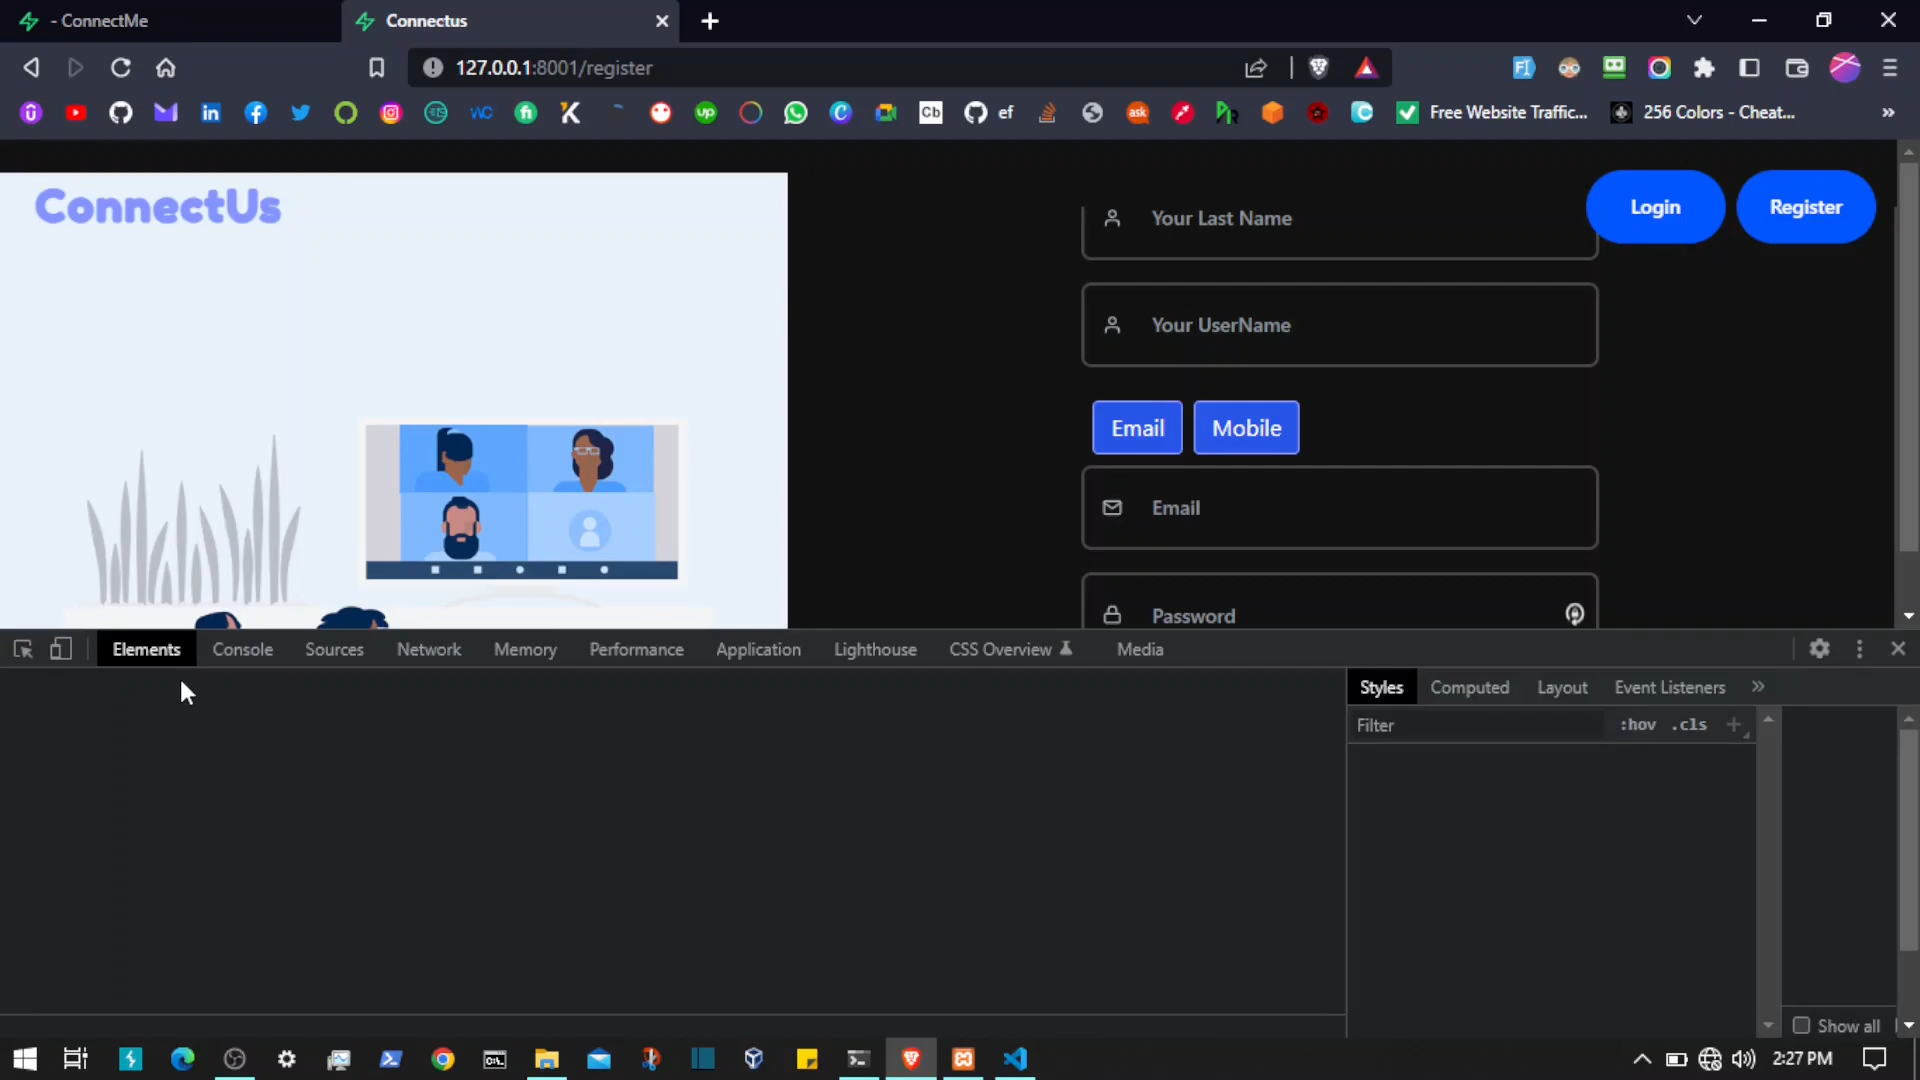 - ConnectMe
Connectus
127.0.0.1:8001/register
ef
Free Website Traffic...
256 Colors - Cheat...
ConnectUs
Your Last Name
Login
Register
Your UserName
Email
Mobile
Email
Password
Elements
Console
Sources
Network
Memory
Performance
Application
Lighthouse
CSS Overview
Media
Styles
Computed
Layout
Event Listeners
Filter
:hov
.cls
Show all
2:27 PM